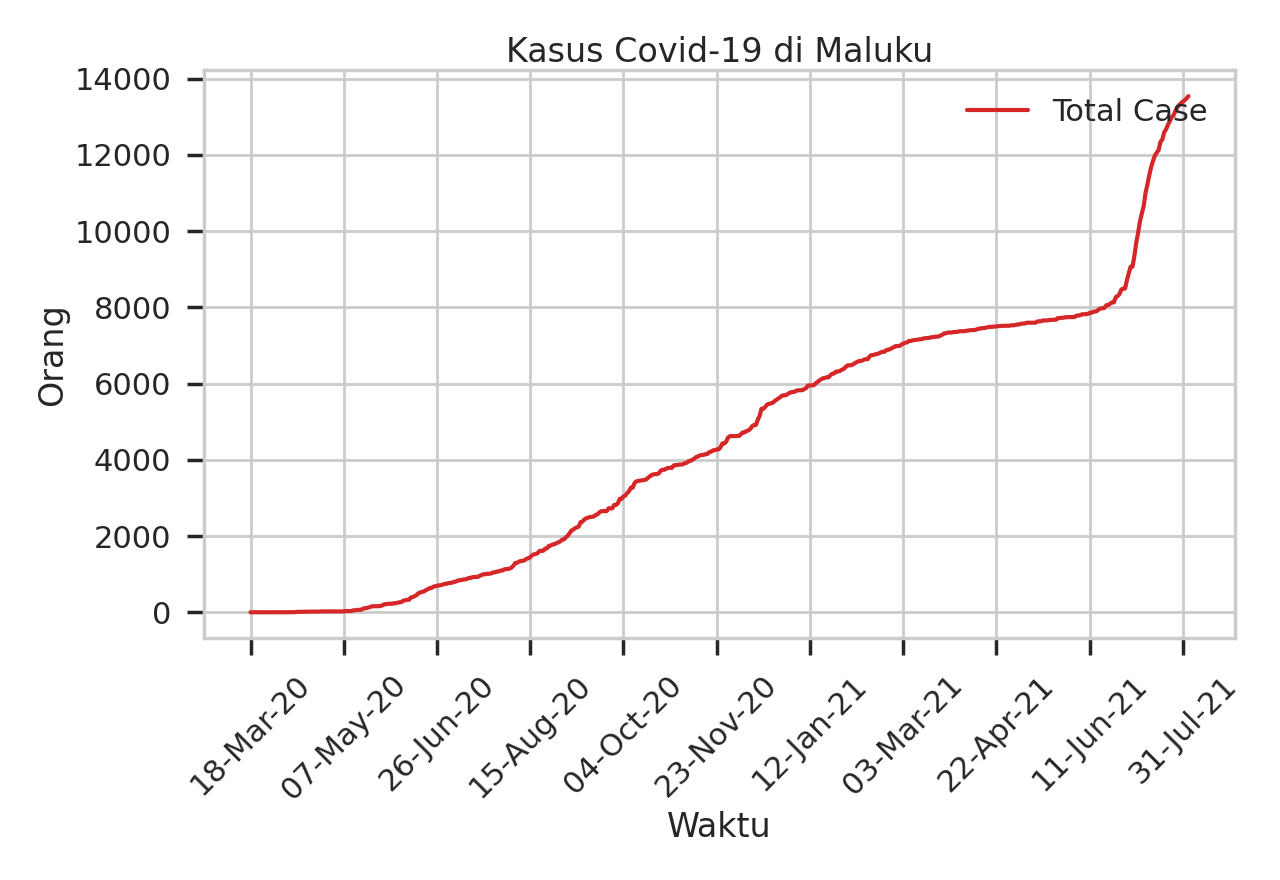 Kasus Covid-19 di Maluku
14000
12000
10000
8000
6000
4000
2000
0
Orang
Total Case
18-Mar-20
07-May-20
26-Jun-20
15-Aug-20
04-Oct-20
23-Nov-20
12-Jan-21
03-Mar-21
22-Apr-21
11-Jun-21
31-Jul-21
Waktu